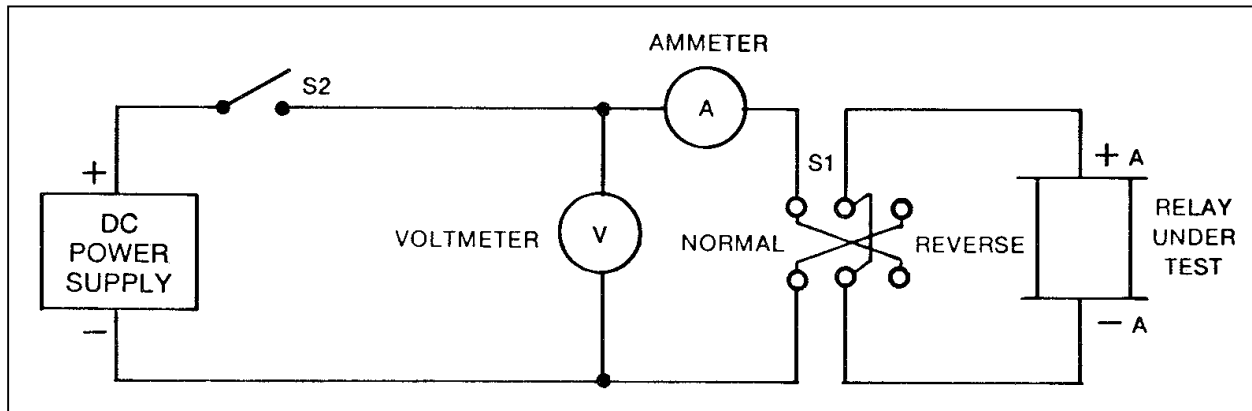 AMMETER
S2
A
S1
+
DC
POWER
SUPPLY
−
VOLTMETER
V
NORMAL
REVERSE
+ A
RELAY
UNDER
TEST
− A